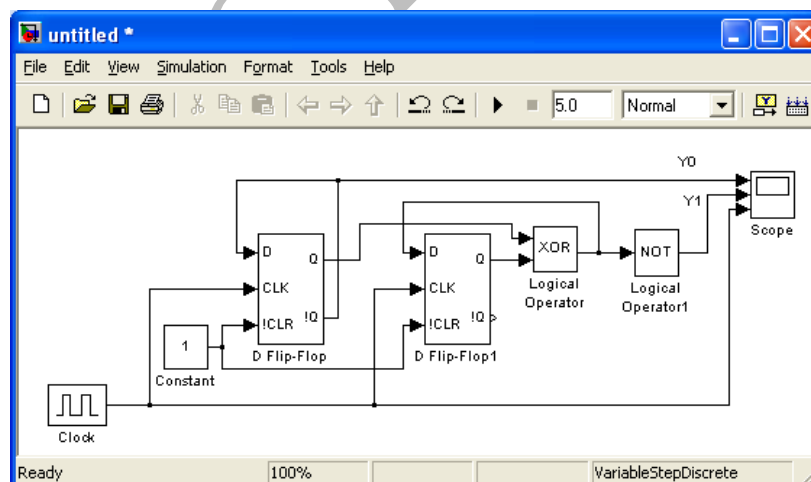 untitled *
File Edit View Simulation Format Tools Help
5.0 Normal
Y0
Y1
Scope
D Q
CLK
!CLR !Q
D Flip-Flop
D Q
CLK
!CLR !Q
D Flip-Flop1
XOR
Logical
Operator
NOT
Logical
Operator1
1
Constant
Clock
Ready 100% VariableStepDiscrete